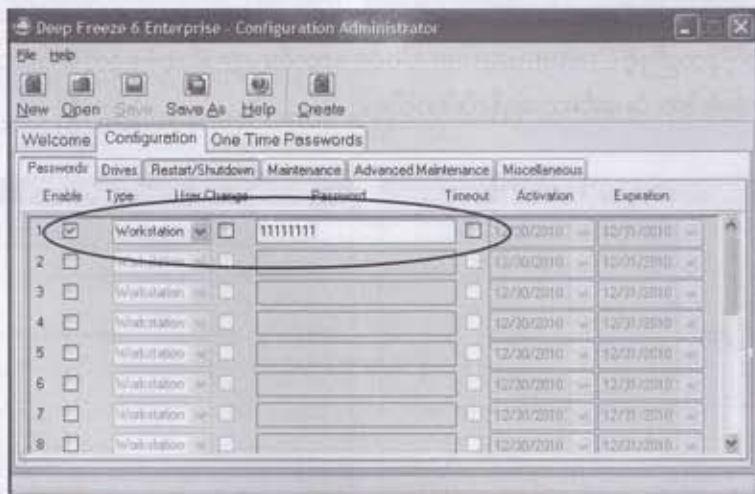 Deep Freeze 6 Enterprise - Configuration Administrator
File Help
New Open Save Save As Help Create
Welcome Configuration One Time Passwords
Passwords Drives Restart/Shutdown Maintenance Advanced Maintenance Miscellaneous
Enable Type User Change Password Timeout Activation Expiration
1 Workstation 11111111 12/30/2010 12/31/2010
2 Workstation 12/30/2010 12/31/2010
3 Workstation 12/30/2010 12/31/2010
4 Workstation 12/30/2010 12/31/2010
5 Workstation 12/30/2010 12/31/2010
6 Workstation 12/30/2010 12/31/2010
7 Workstation 12/30/2010 12/31/2010
8 Workstation 12/30/2010 12/31/2010